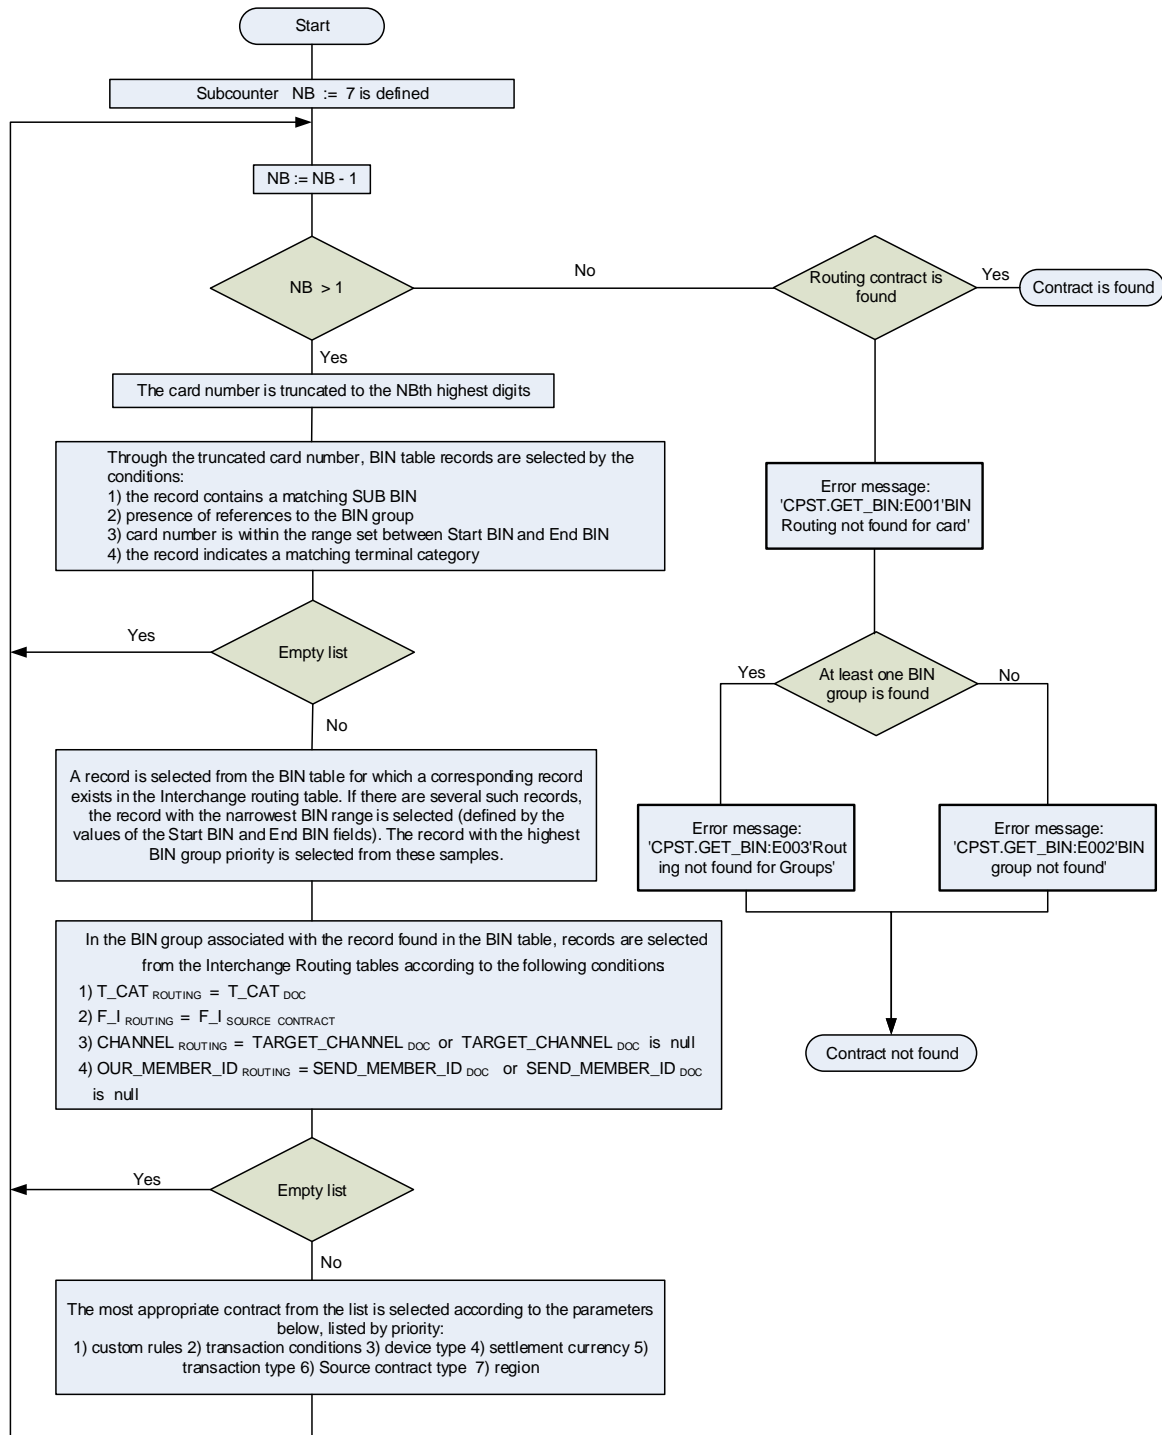 Start
Subcounter NB := 7 is defined
NB := NB - 1
NB > 1
No
Routing contract is
found
Yes
Contract is found
Yes
The card number is truncated to the NBth highest digits
Through the truncated card number, BIN table records are selected by the
conditions:
1) the record contains a matching SUB BIN
2) presence of references to the BIN group
3) card number is within the range set between Start BIN and End BIN
4) the record indicates a matching terminal category
Error message:
'CPST.GET_BIN:E001'BIN
Routing not found for card'
Yes
Empty list
No
Yes
At least one BIN
group is found
No
A record is selected from the BIN table for which a corresponding record
exists in the Interchange routing table. If there are several such records,
the record with the narrowest BIN range is selected (defined by the
values of the Start BIN and End BIN fields). The record with the highest
BIN group priority is selected from these samples.
Error message:
'CPST.GET_BIN:E003'Rout
ing not found for Groups'
Error message:
'CPST.GET_BIN:E002'BIN
group not found'
In the BIN group associated with the record found in the BIN table, records are selected
from the Interchange Routing tables according to the following conditions:
1) T_CAT ROUTING = T_CAT DOC
2) F_I ROUTING = F_I SOURCE CONTRACT
3) CHANNEL ROUTING = TARGET_CHANNEL DOC or TARGET_CHANNEL DOC is null
4) OUR_MEMBER_ID ROUTING = SEND_MEMBER_ID DOC or SEND_MEMBER_ID DOC
is null
Contract not found
Yes
Empty list
No
The most appropriate contract from the list is selected according to the parameters
below, listed by priority:
1) custom rules 2) transaction conditions 3) device type 4) settlement currency 5)
transaction type 6) Source contract type 7) region